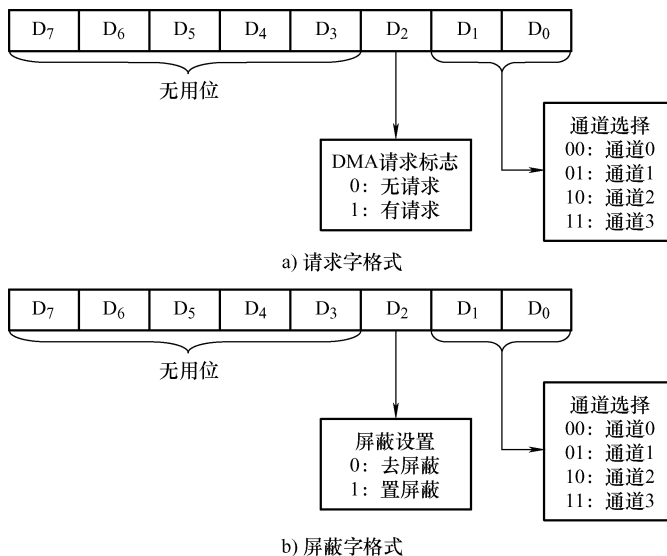 D₇ D₆ D₅ D₄ D₃ D₂ D₁ D₀
无用位
DMA请求标志
0：无请求
1：有请求
通道选择
00：通道0
01：通道1
10：通道2
11：通道3
a) 请求字格式
D₇ D₆ D₅ D₄ D₃ D₂ D₁ D₀
无用位
屏蔽设置
0：去屏蔽
1：置屏蔽
通道选择
00：通道0
01：通道1
10：通道2
11：通道3
b) 屏蔽字格式